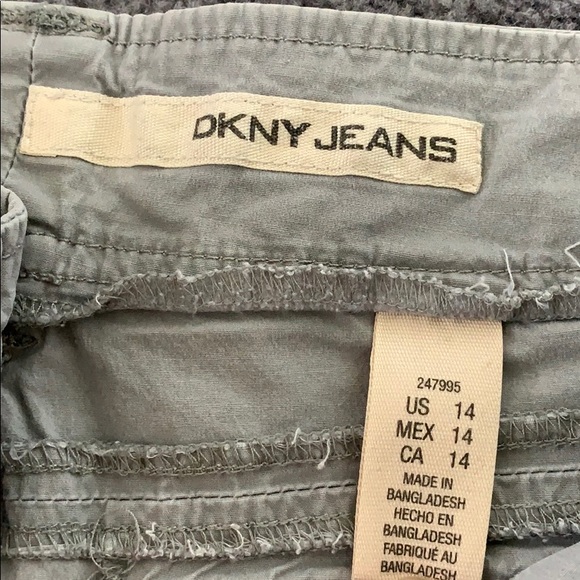 DKNY JEANS
247995
US 14
MEX 14
CA 14
MADE IN
BANGLADESH
HECHO EN
BANGLADESH
FABRIQUÉ AU
BANGLADESH